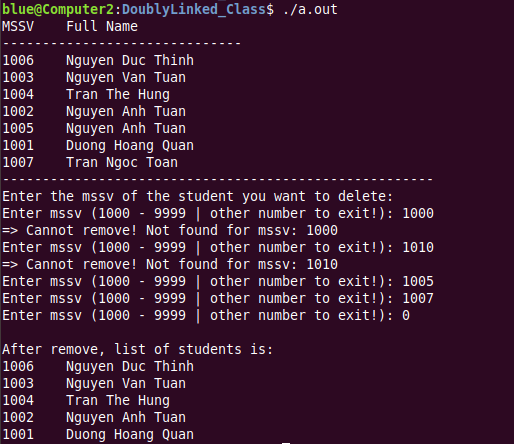 blue@Computer2:DoublyLinked_Class$ ./a.out
MSSV    Full Name
------------------------------
1006    Nguyen Duc Thinh
1003    Nguyen Van Tuan
1004    Tran The Hung
1002    Nguyen Anh Tuan
1005    Nguyen Anh Tuan
1001    Duong Hoang Quan
1007    Tran Ngoc Toan
------------------------------------------------------
Enter the mssv of the student you want to delete:
Enter mssv (1000 - 9999 | other number to exit!): 1000
=> Cannot remove! Not found for mssv: 1000
Enter mssv (1000 - 9999 | other number to exit!): 1010
=> Cannot remove! Not found for mssv: 1010
Enter mssv (1000 - 9999 | other number to exit!): 1005
Enter mssv (1000 - 9999 | other number to exit!): 1007
Enter mssv (1000 - 9999 | other number to exit!): 0

After remove, list of students is:
1006    Nguyen Duc Thinh
1003    Nguyen Van Tuan
1004    Tran The Hung
1002    Nguyen Anh Tuan
1001    Duong Hoang Quan